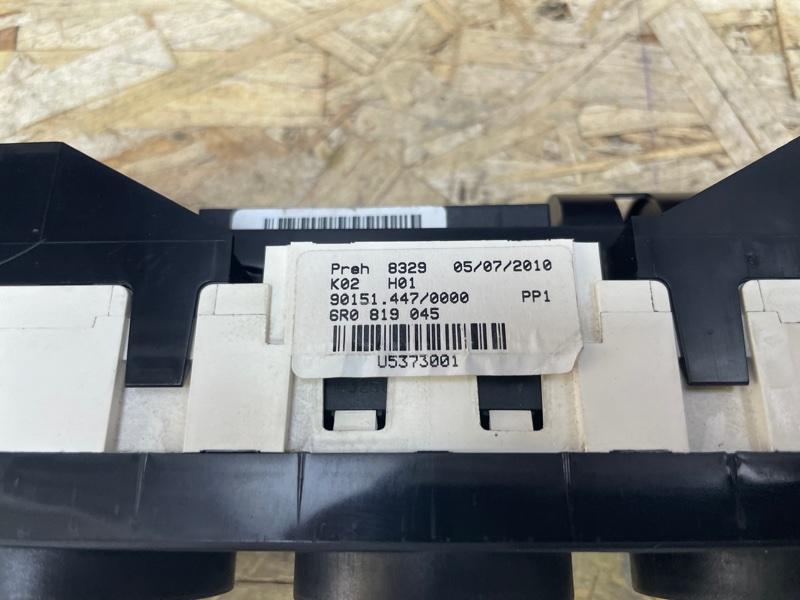 Preh 8329 05/07/2010
K02 H01
90151.447/0000 PP1
6R0 819 045
U5373001